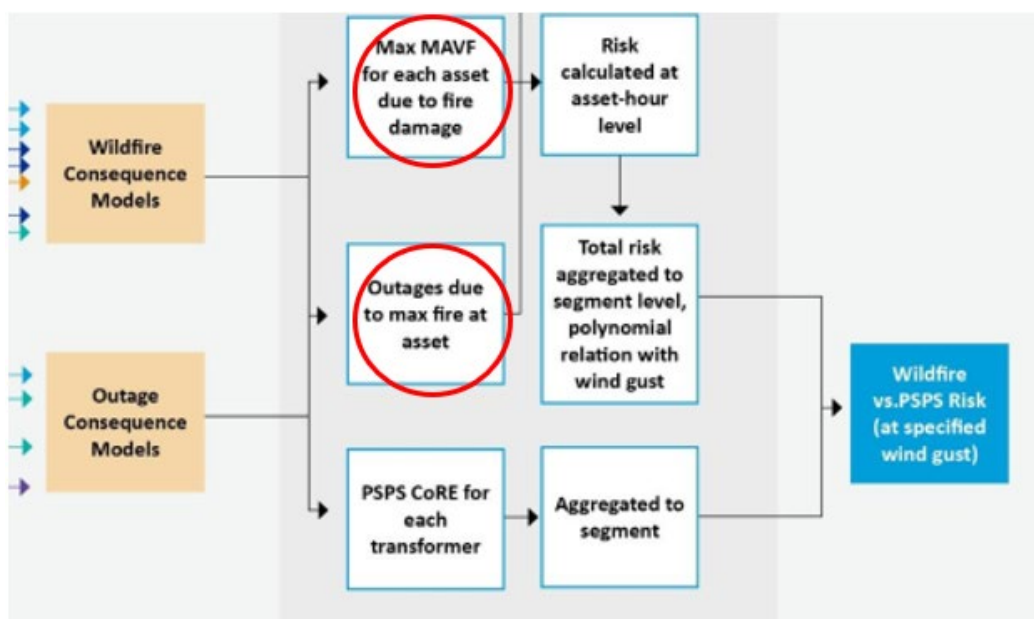 Wildfire
Consequence
Models
Outage
Consequence
Models
Max MAVF
for each asset
due to fire
damage
Outages due
to max fire at
asset
PSPS CoRE for
each
transformer
Risk
calculated at
asset-hour
level
Total risk
aggregated to
segment level,
polynomial
relation with
wind gust
Aggregated to
segment
Wildfire
vs.PSPS Risk
(at specified
wind gust)